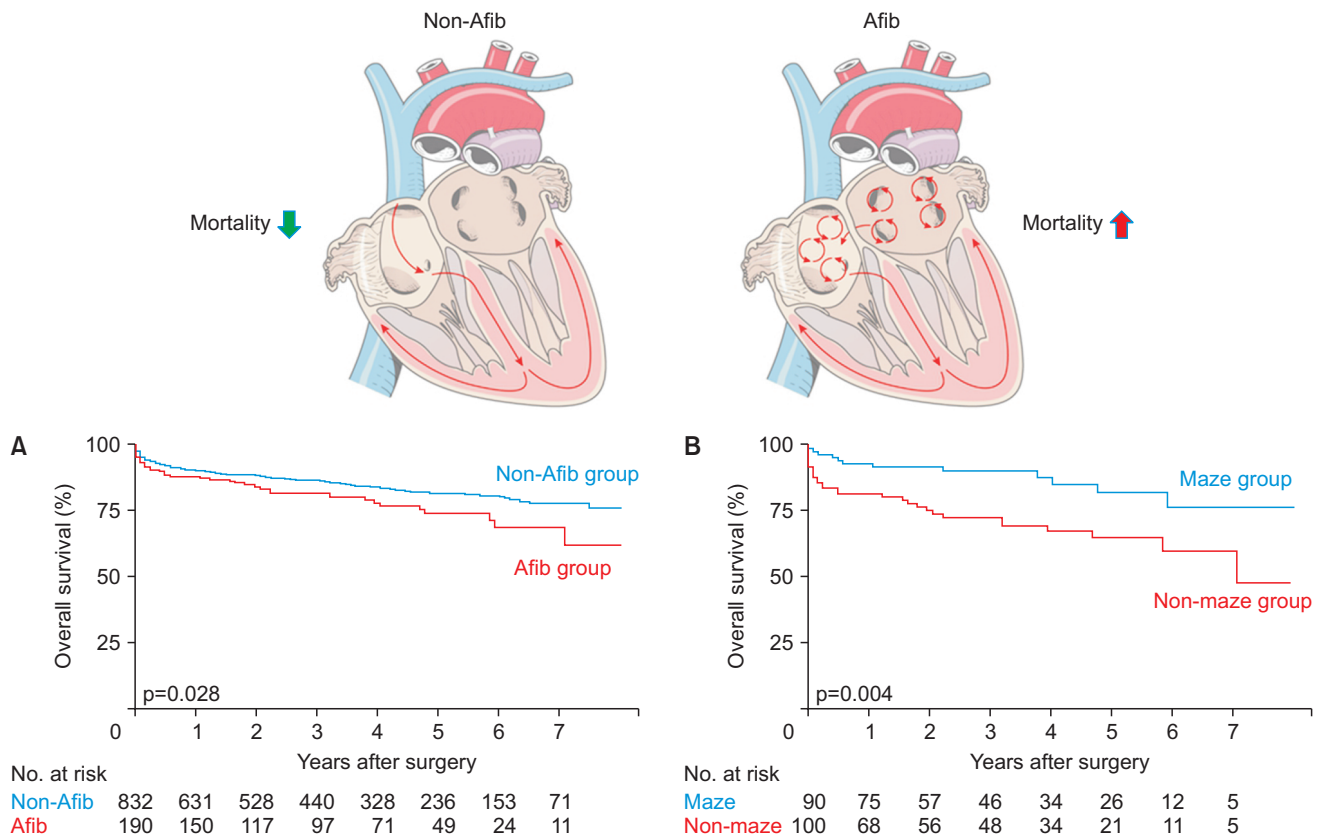 Non-Afib
Afib
Mortality
Mortality
A
100
75
50
25
0
Overall survival (%)
Non-Afib group
Afib group
p=0.028
1 2 3 4 5 6 7
Years after surgery
No. at risk
Non-Afib 832 631 528 440 328 236 153 71
Afib 190 150 117 97 71 49 24 11
B
100
75
50
25
0
Overall survival (%)
Maze group
Non-maze group
p=0.004
1 2 3 4 5 6 7
Years after surgery
No. at risk
Maze 90 75 57 46 34 26 12 5
Non-maze 100 68 56 48 34 21 11 5